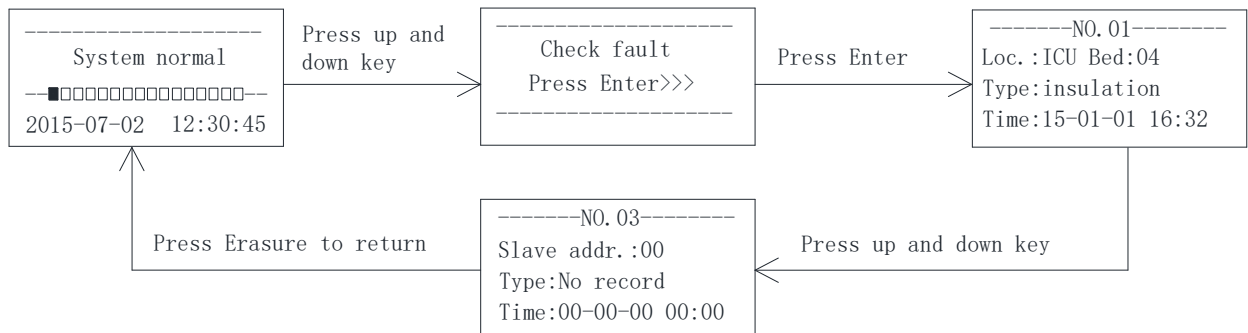 System normal
2015-07-02 12:30:45
Press up and
down key
Check fault
Press Enter>>>
Press Enter
-------NO.01--------
Loc.:ICU Bed:04
Type:insulation
Time:15-01-01 16:32
Press up and down key
-------NO.03--------
Slave addr.:00
Type:No record
Time:00-00-00 00:00
Press Erasure to return